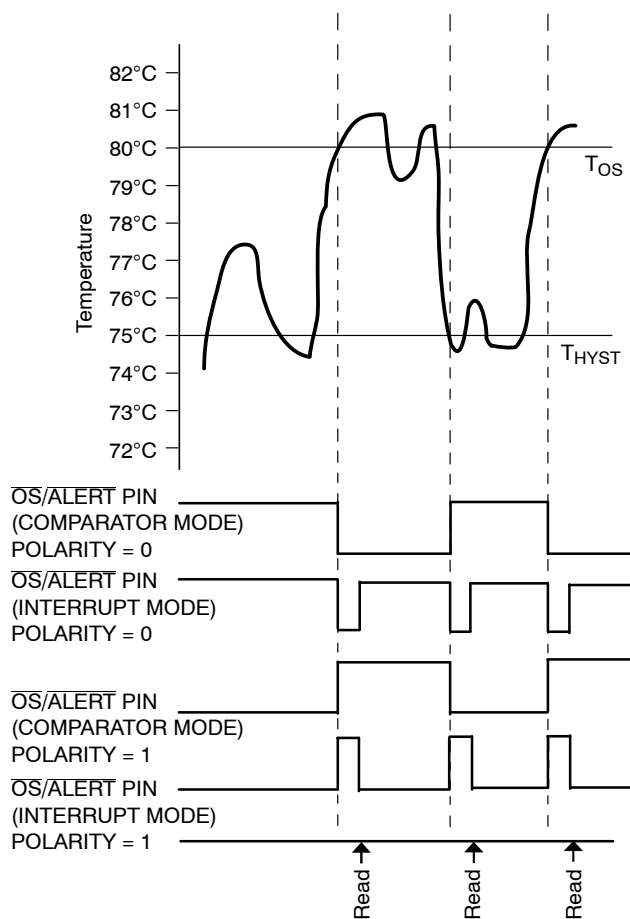 82°C
81°C
80°C
79°C
78°C
77°C
76°C
75°C
74°C
73°C
72°C
Temperature
TOS
THYST
OS/ALERT PIN
(COMPARATOR MODE)
POLARITY = 0
OS/ALERT PIN
(INTERRUPT MODE)
POLARITY = 0
OS/ALERT PIN
(COMPARATOR MODE)
POLARITY = 1
OS/ALERT PIN
(INTERRUPT MODE)
POLARITY = 1
Read
Read
Read